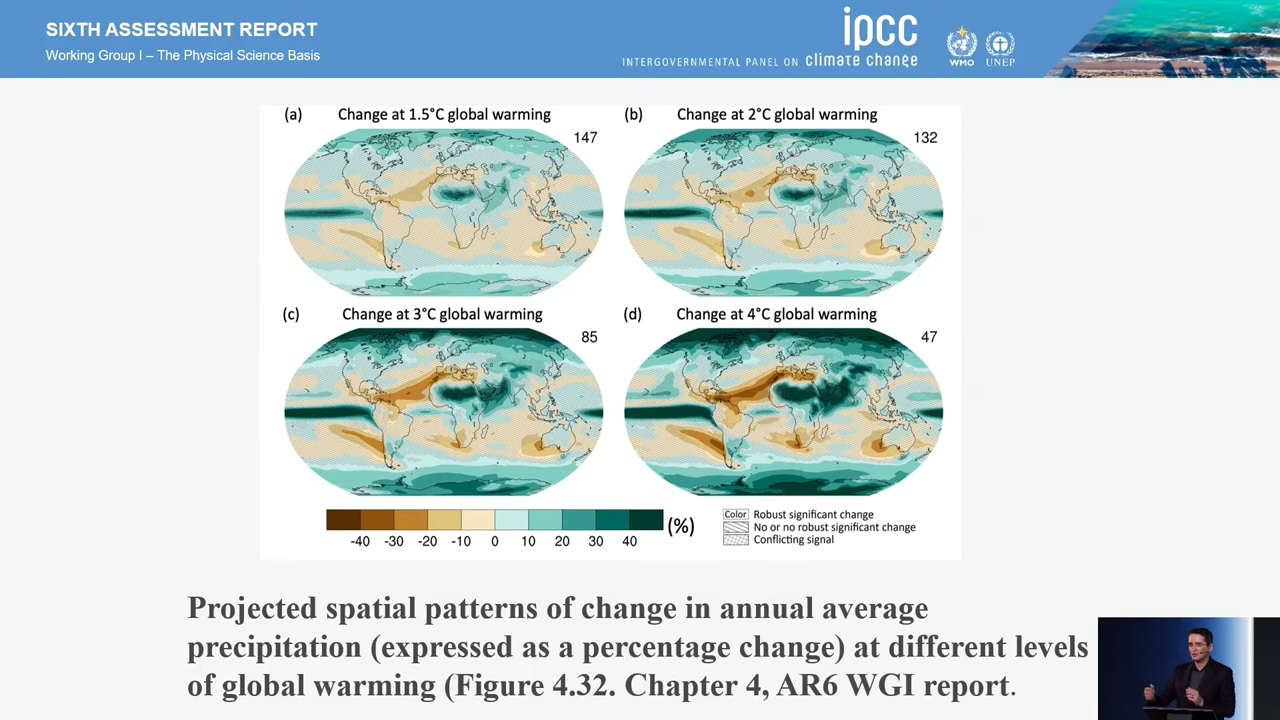 SIXTH ASSESSMENT REPORT
Working Group I – The Physical Science Basis
ipcc
INTERGOVERNMENTAL PANEL ON climate change
WMO
UNEP
(a) Change at 1.5°C global warming
147
(b) Change at 2°C global warming
132
(c) Change at 3°C global warming
85
(d) Change at 4°C global warming
47
-40 -30 -20 -10 0 10 20 30 40
(%)
Color Robust significant change
No or no robust significant change
Conflicting signal
Projected spatial patterns of change in annual average
precipitation (expressed as a percentage change) at different levels
of global warming (Figure 4.32. Chapter 4, AR6 WGI report.